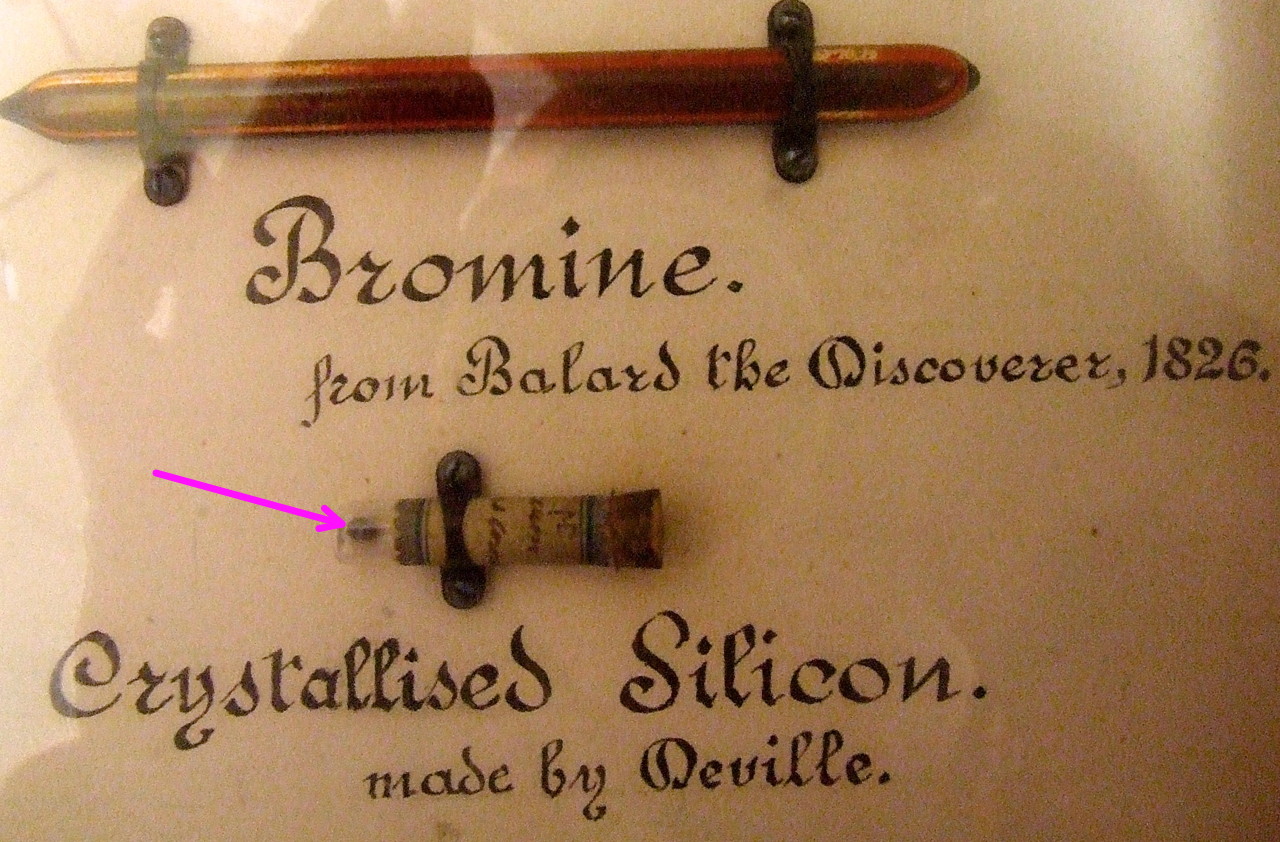 Bromine.
from Balard the Discoverer, 1826.
Crystallised Silicon.
made by Deville.